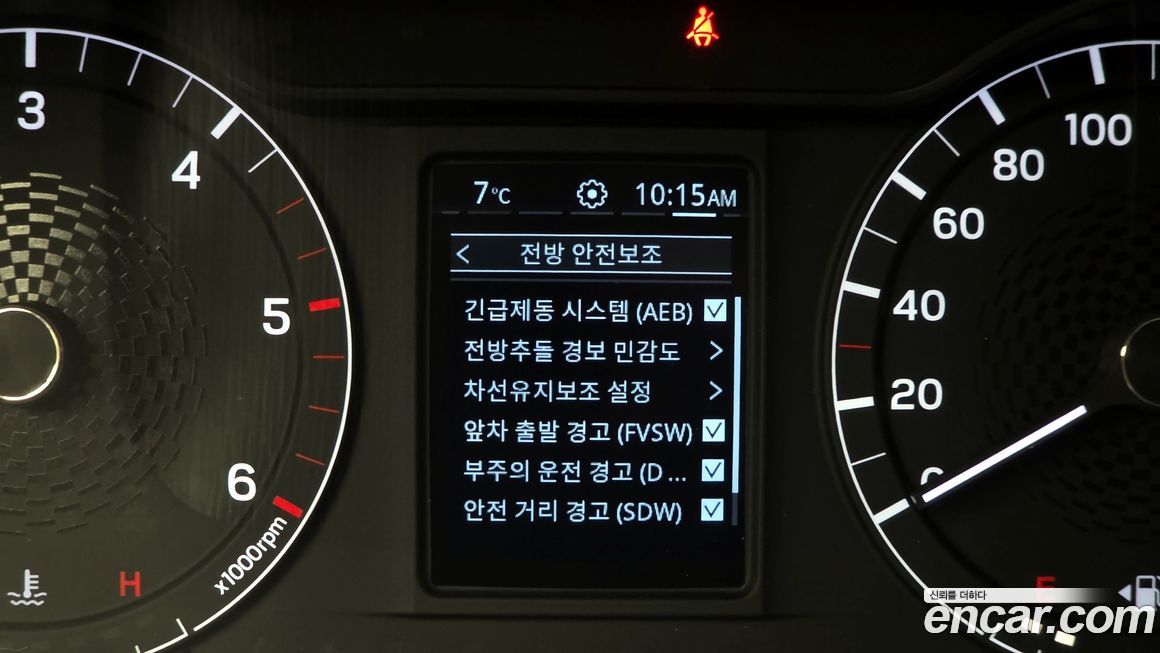 7℃ 10:15AM
< 전방 안전보조
긴급제동 시스템 (AEB)
전방추돌 경보 민감도 >
차선유지보조 설정 >
앞차 출발 경고 (FVSW)
부주의 운전 경고 (D ...
안전 거리 경고 (SDW)
3
4
5
6
x1000rpm
H
100
80
60
40
20
0
E
신뢰를 더하다
encar.com